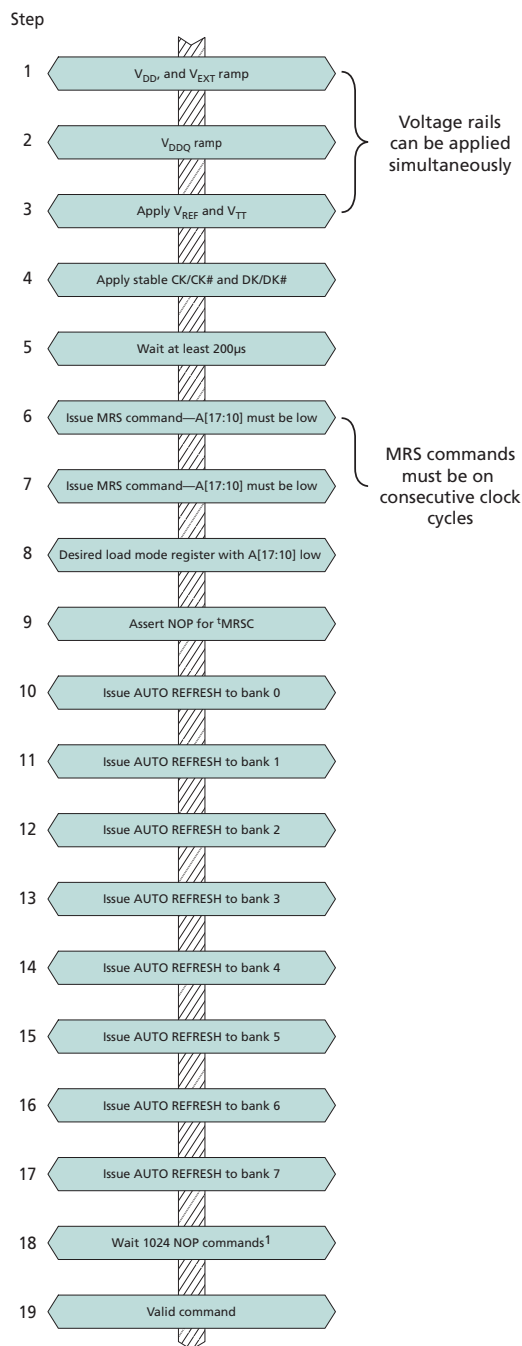 Step
1 V_DD, and V_EXT ramp
2 V_DDQ ramp
3 Apply V_REF and V_TT
Voltage rails
can be applied
simultaneously
4 Apply stable CK/CK# and DK/DK#
5 Wait at least 200µs
6 Issue MRS command—A[17:10] must be low
7 Issue MRS command—A[17:10] must be low
MRS commands
must be on
consecutive clock
cycles
8 Desired load mode register with A[17:10] low
9 Assert NOP for ᵗMRSC
10 Issue AUTO REFRESH to bank 0
11 Issue AUTO REFRESH to bank 1
12 Issue AUTO REFRESH to bank 2
13 Issue AUTO REFRESH to bank 3
14 Issue AUTO REFRESH to bank 4
15 Issue AUTO REFRESH to bank 5
16 Issue AUTO REFRESH to bank 6
17 Issue AUTO REFRESH to bank 7
18 Wait 1024 NOP commands¹
19 Valid command